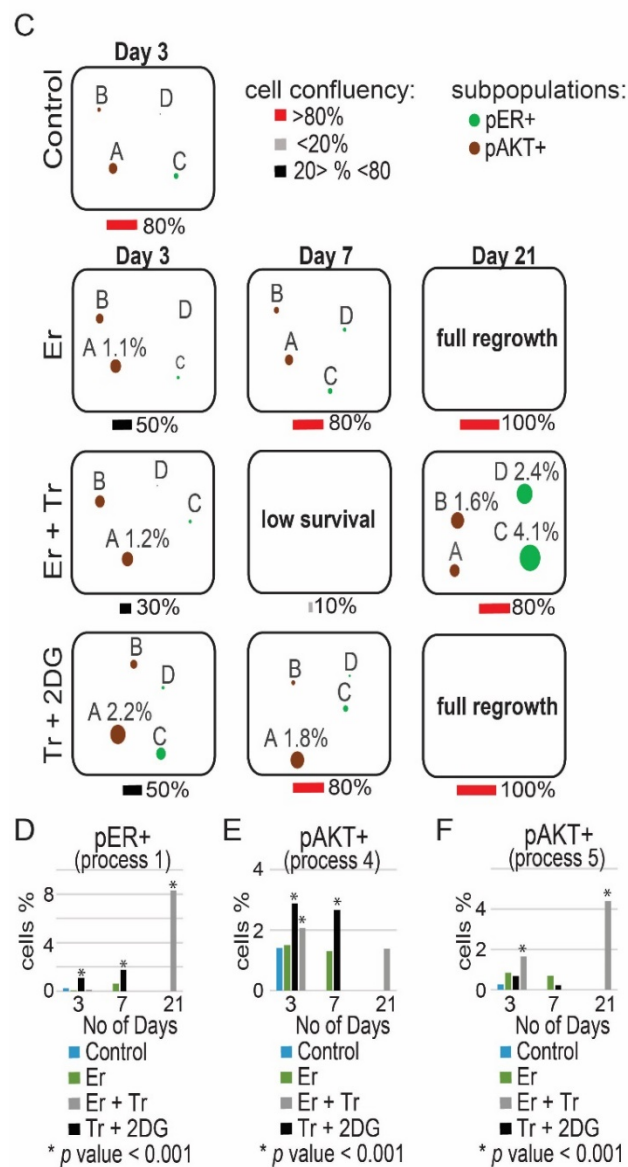 C
Day 3
Control
B
D
A
C
80%
cell confluency:
>80%
<20%
20> % <80
subpopulations:
pER+
pAKT+
Day 3
Day 7
Day 21
Er
B
D
A 1.1%
C
50%
B
D
A
C
80%
full regrowth
100%
Er + Tr
B
D
C
A 1.2%
30%
low survival
10%
D 2.4%
B 1.6%
C 4.1%
A
80%
Tr + 2DG
B
D
A 2.2%
C
50%
B
D
C
A 1.8%
80%
full regrowth
100%
D
pER+
(process 1)
cells %
8
4
0
*
*
*
3 7 21
No of Days
Control
Er
Er + Tr
Tr + 2DG
* p value < 0.001
E
pAKT+
(process 4)
cells %
4
2
0
*
*
*
3 7 21
No of Days
Control
Er
Er + Tr
Tr + 2DG
* p value < 0.001
F
pAKT+
(process 5)
cells %
4
2
0
*
*
3 7 21
No of Days
Control
Er
Er + Tr
Tr + 2DG
* p value < 0.001